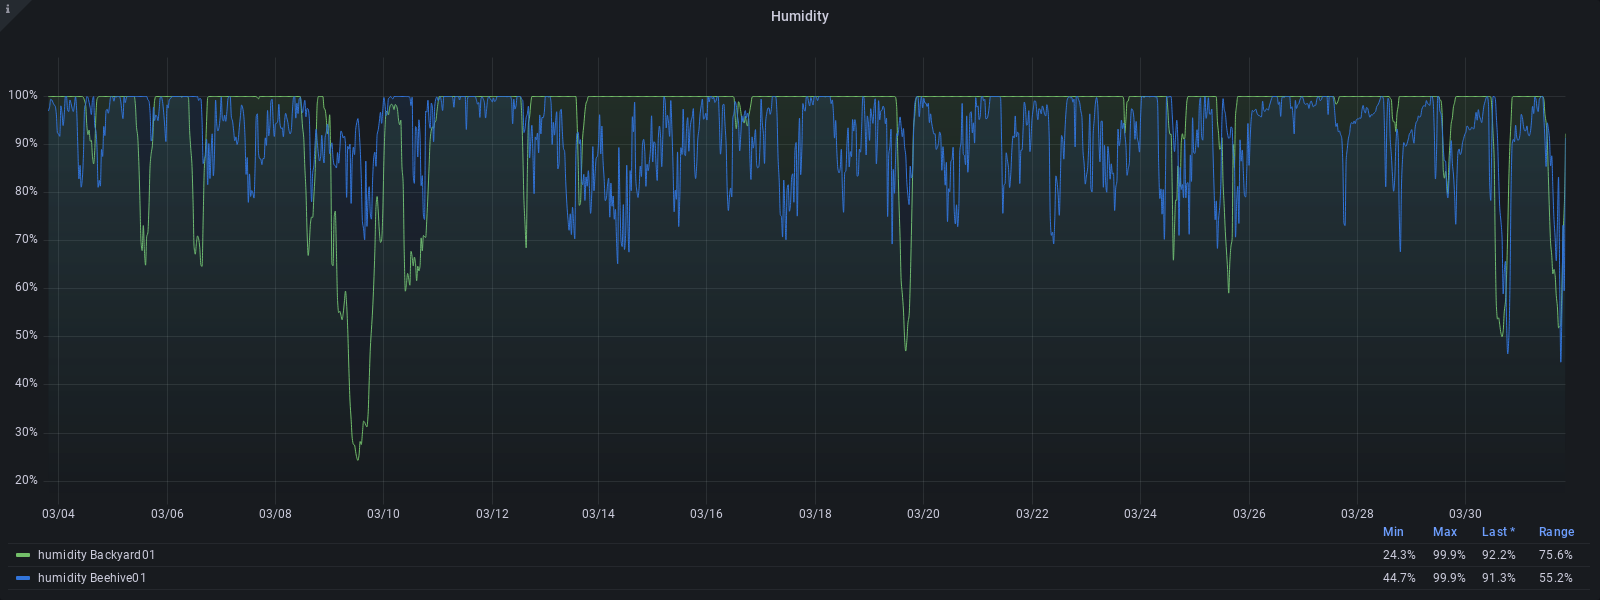 i
Humidity
100%
90%
80%
70%
60%
50%
40%
30%
20%
03/04 03/06 03/08 03/10 03/12 03/14 03/16 03/18 03/20 03/22 03/24 03/26 03/28 03/30
Min Max Last * Range
humidity Backyard01 24.3% 99.9% 92.2% 75.6%
humidity Beehive01 44.7% 99.9% 91.3% 55.2%